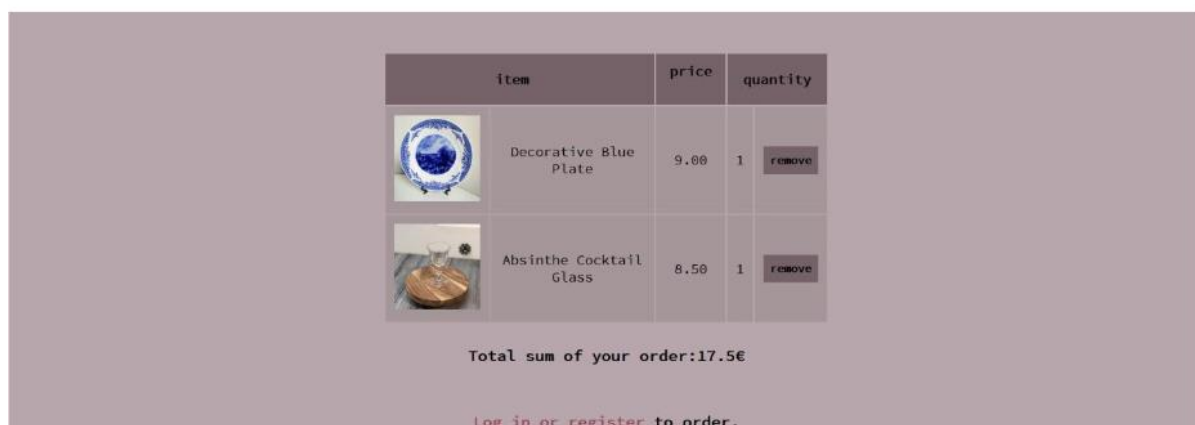 item price quantity
Decorative Blue
Plate
9.00 1 remove
Absinthe Cocktail
Glass
8.50 1 remove
Total sum of your order:17.5€
Log in or register to order.